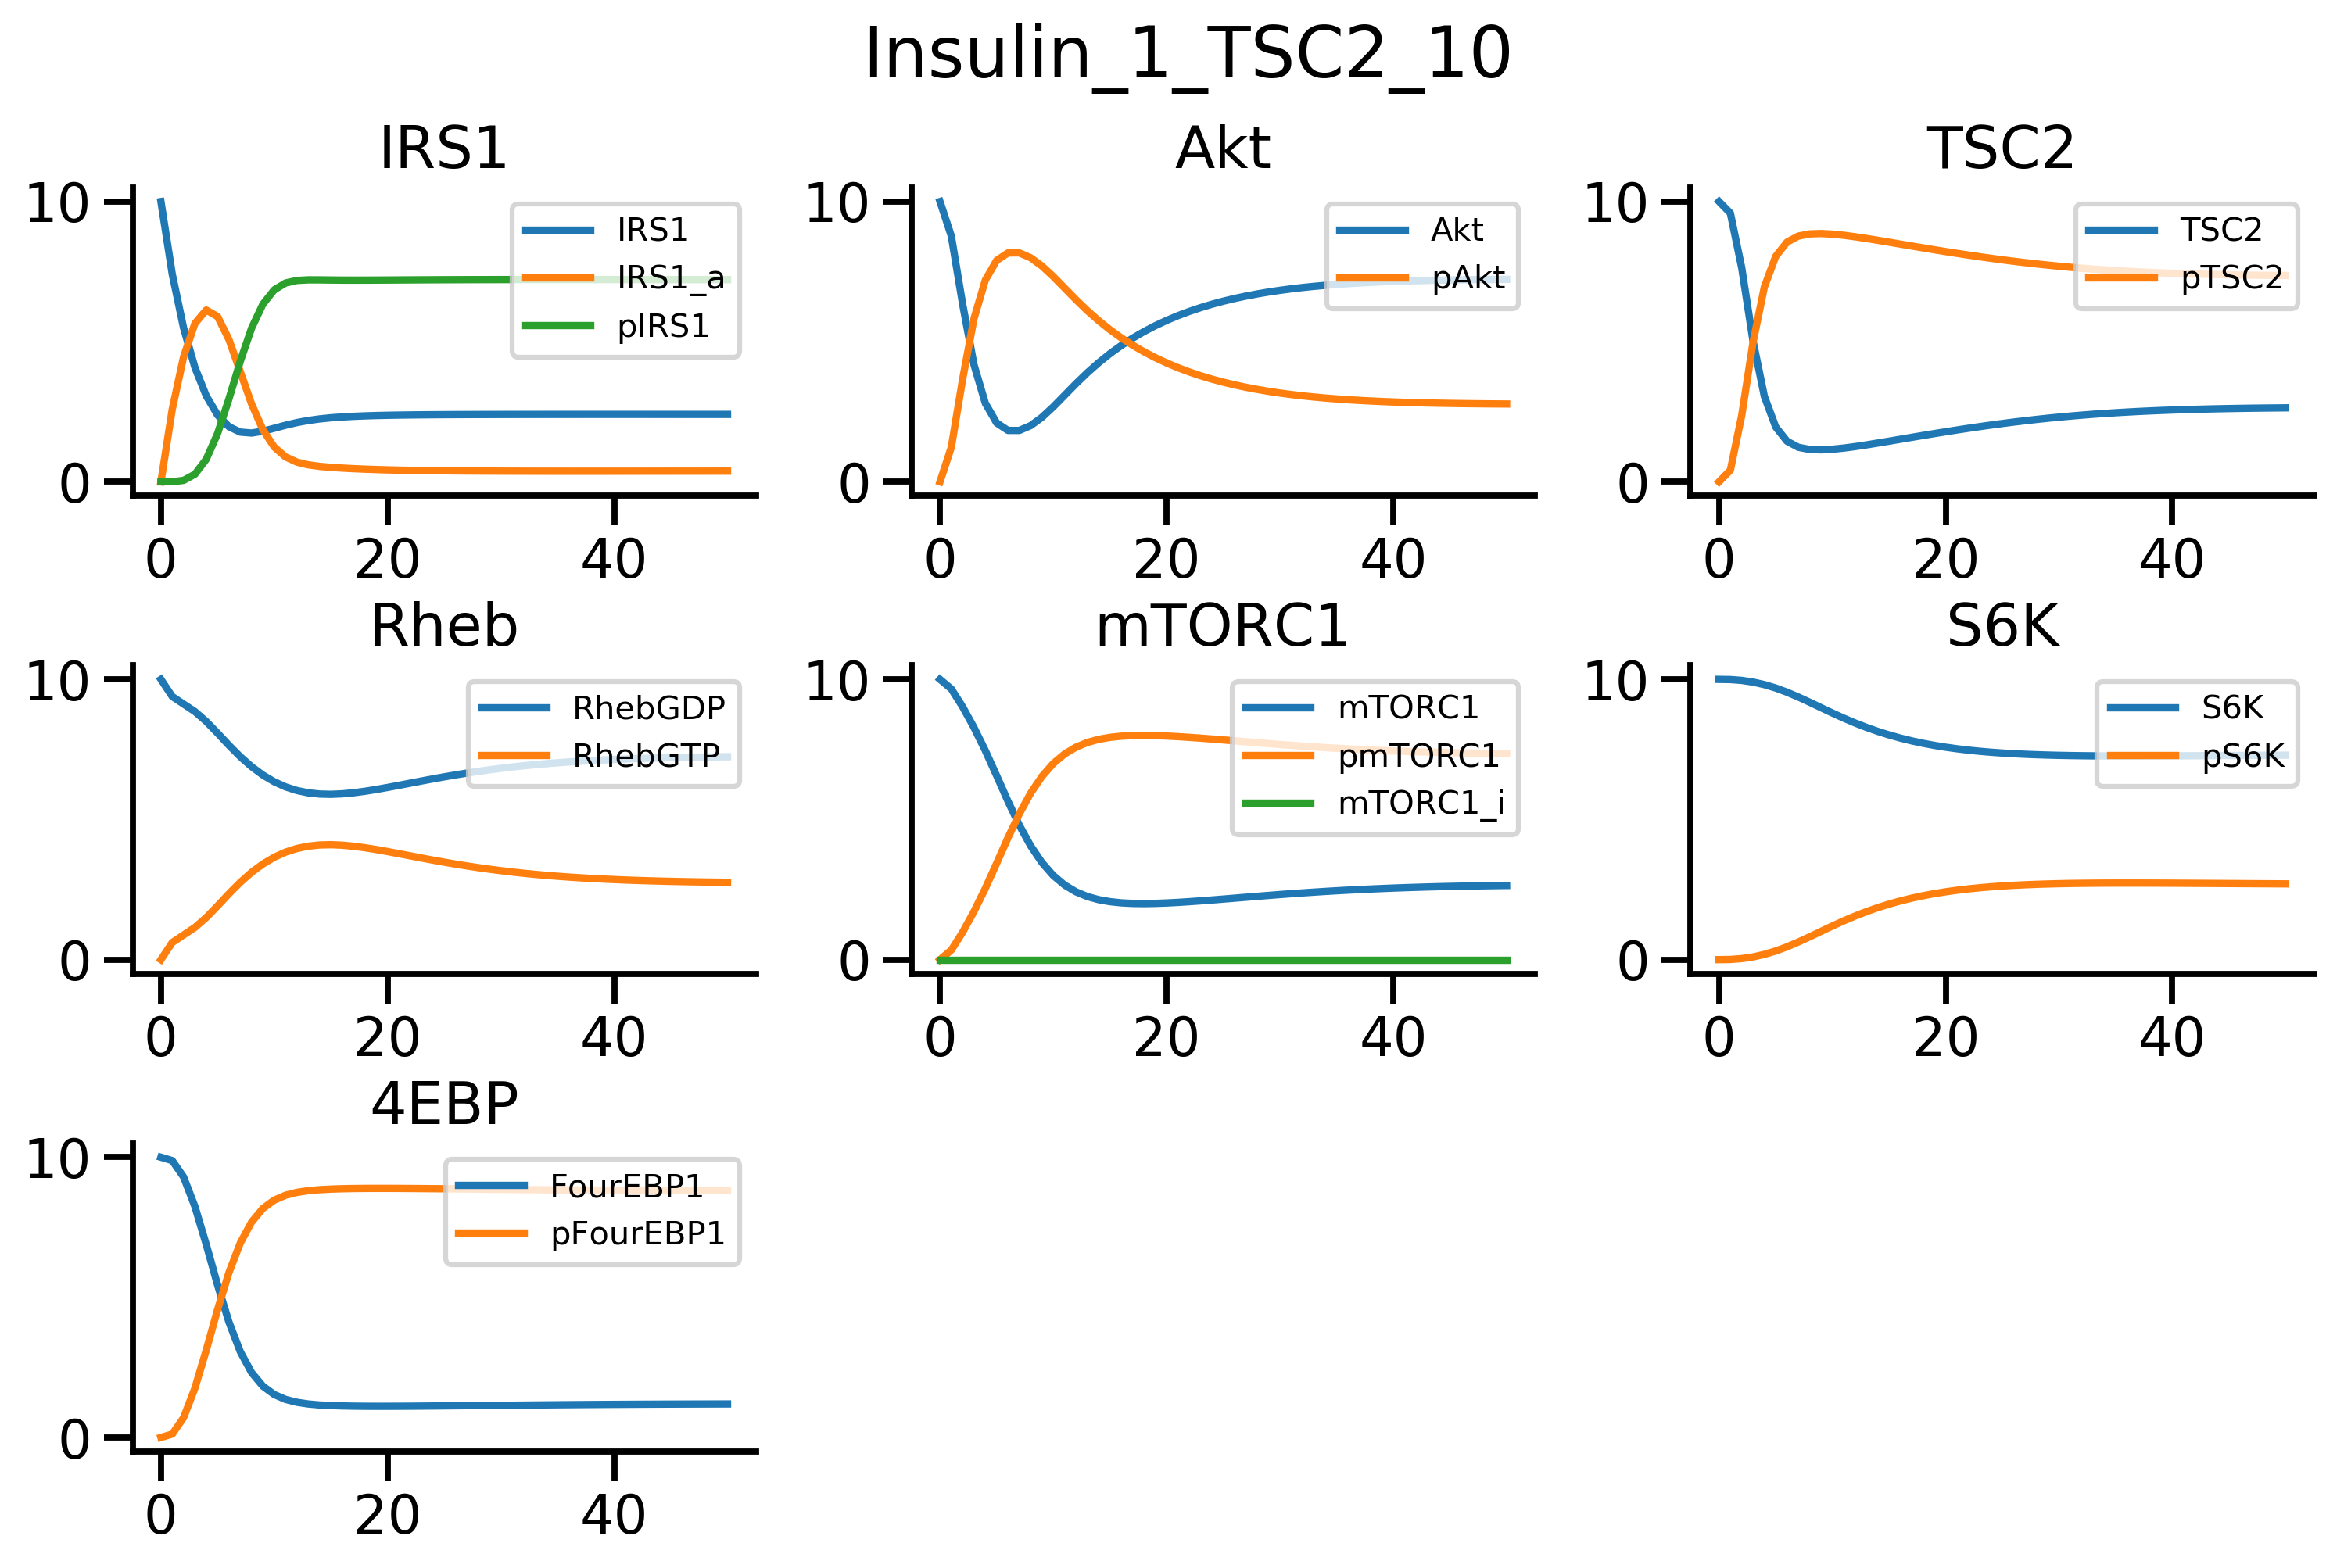 Insulin_1_TSC2_10
IRS1
10
0
0 20 40
IRS1
IRS1_a
pIRS1
Akt
10
0
0 20 40
Akt
pAkt
TSC2
10
0
0 20 40
TSC2
pTSC2
Rheb
10
0
0 20 40
RhebGDP
RhebGTP
mTORC1
10
0
0 20 40
mTORC1
pmTORC1
mTORC1_i
S6K
10
0
0 20 40
S6K
pS6K
4EBP
10
0
0 20 40
FourEBP1
pFourEBP1